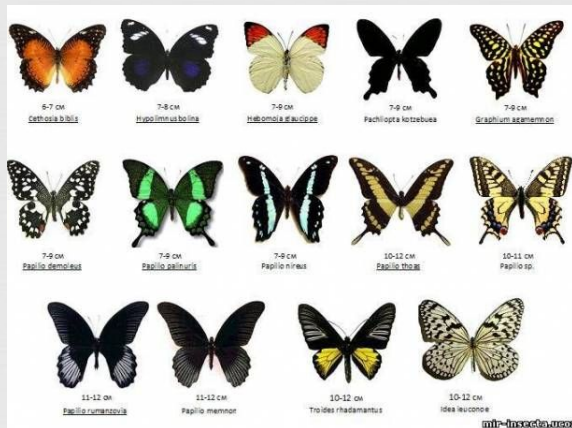 6-7 см
Cethosia biblis
7-8 см
Hypolimnus bolina
7-9 см
Hebomoja glaucippe
7-9 см
Pachliopta kotzebuea
7-9 см
Graphium agamemnon
7-9 см
Papilio demoleus
7-9 см
Papilio palinuris
7-9 см
Papilio nireus
10-12 см
Papilio thoas
10-11 см
Papilio sp.
11-12 см
Papilio rumanzovia
11-12 см
Papilio memnon
10-12 см
Troides rhadamantus
10-12 см
Idea leuconoe
mir-insecta.uco